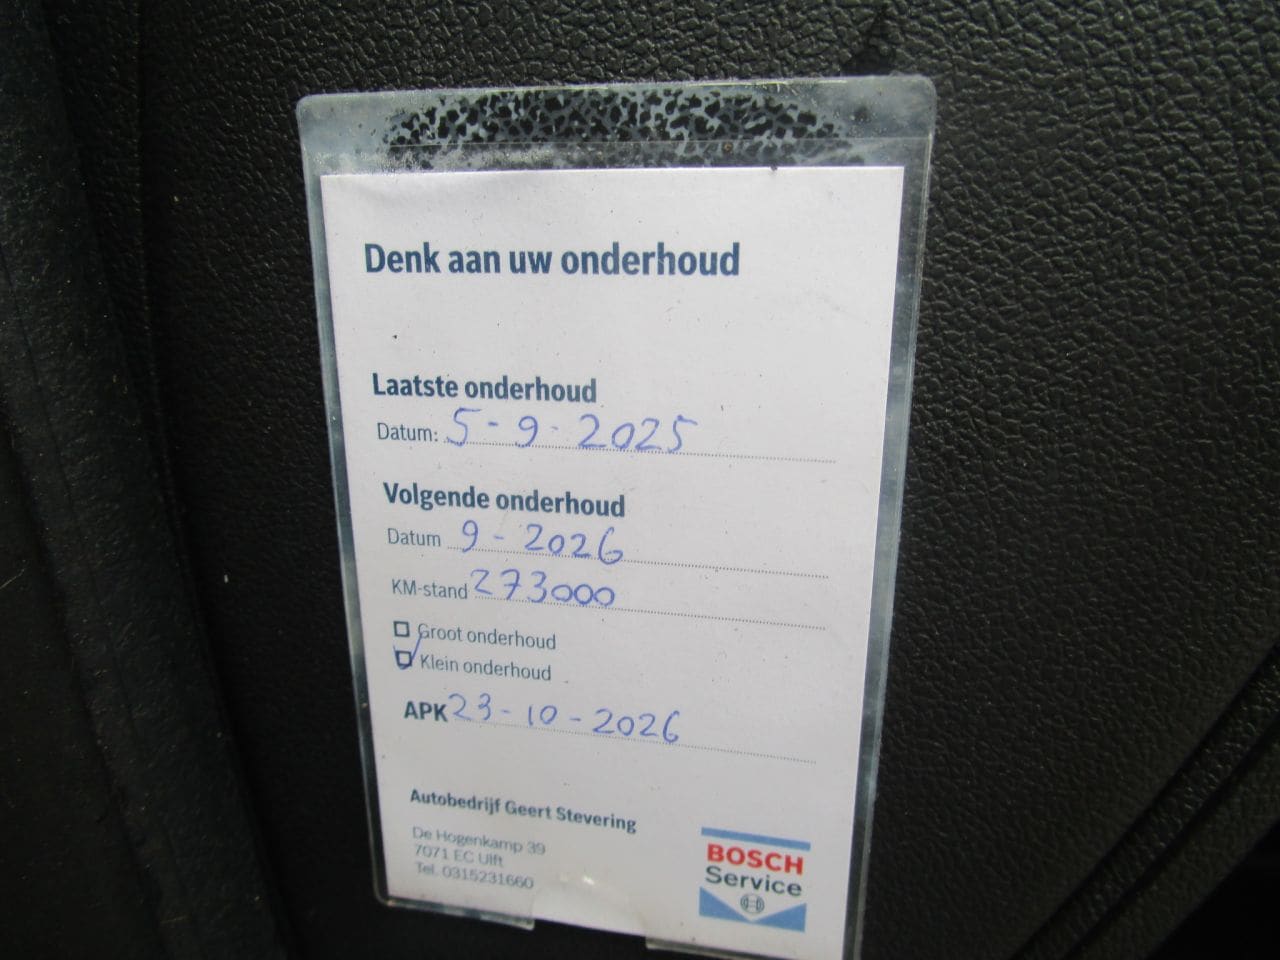 Denk aan uw onderhoud
Laatste onderhoud
Datum: 5-9-2025
Volgende onderhoud
Datum 9-2026
KM-stand 273000
Groot onderhoud
Klein onderhoud
APK 23-10-2026
Autobedrijf Geert Stevering
De Hogenkamp 39
7071 EC Ulft
Tel. 0315231660
BOSCH
Service